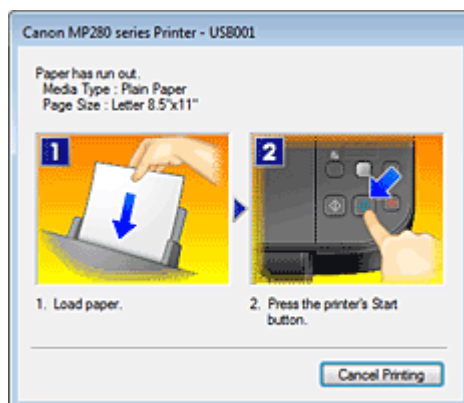 Canon MP280 series Printer - USB001
Paper has run out.
Media Type : Plain Paper
Page Size : Letter 8.5"x11"
1
2
1. Load paper.
2. Press the printer's Start
button.
Cancel Printing